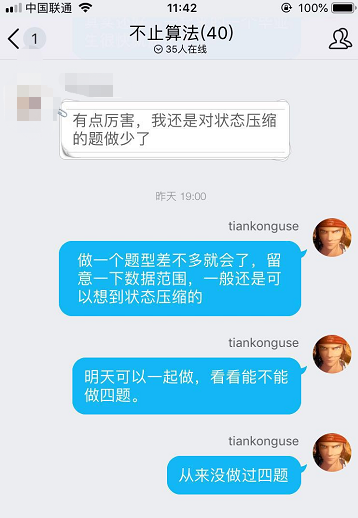 中国联通 11:42 100%
1 不止算法(40)
35人在线
有点厉害，我还是对状态压缩
的题做少了
昨天 19:00
tiankonguse
做一个题型差不多就会了，留
意一下数据范围，一般还是可
以想到状态压缩的
tiankonguse
明天可以一起做，看看能不能
做四题。
tiankonguse
从来没做过四题